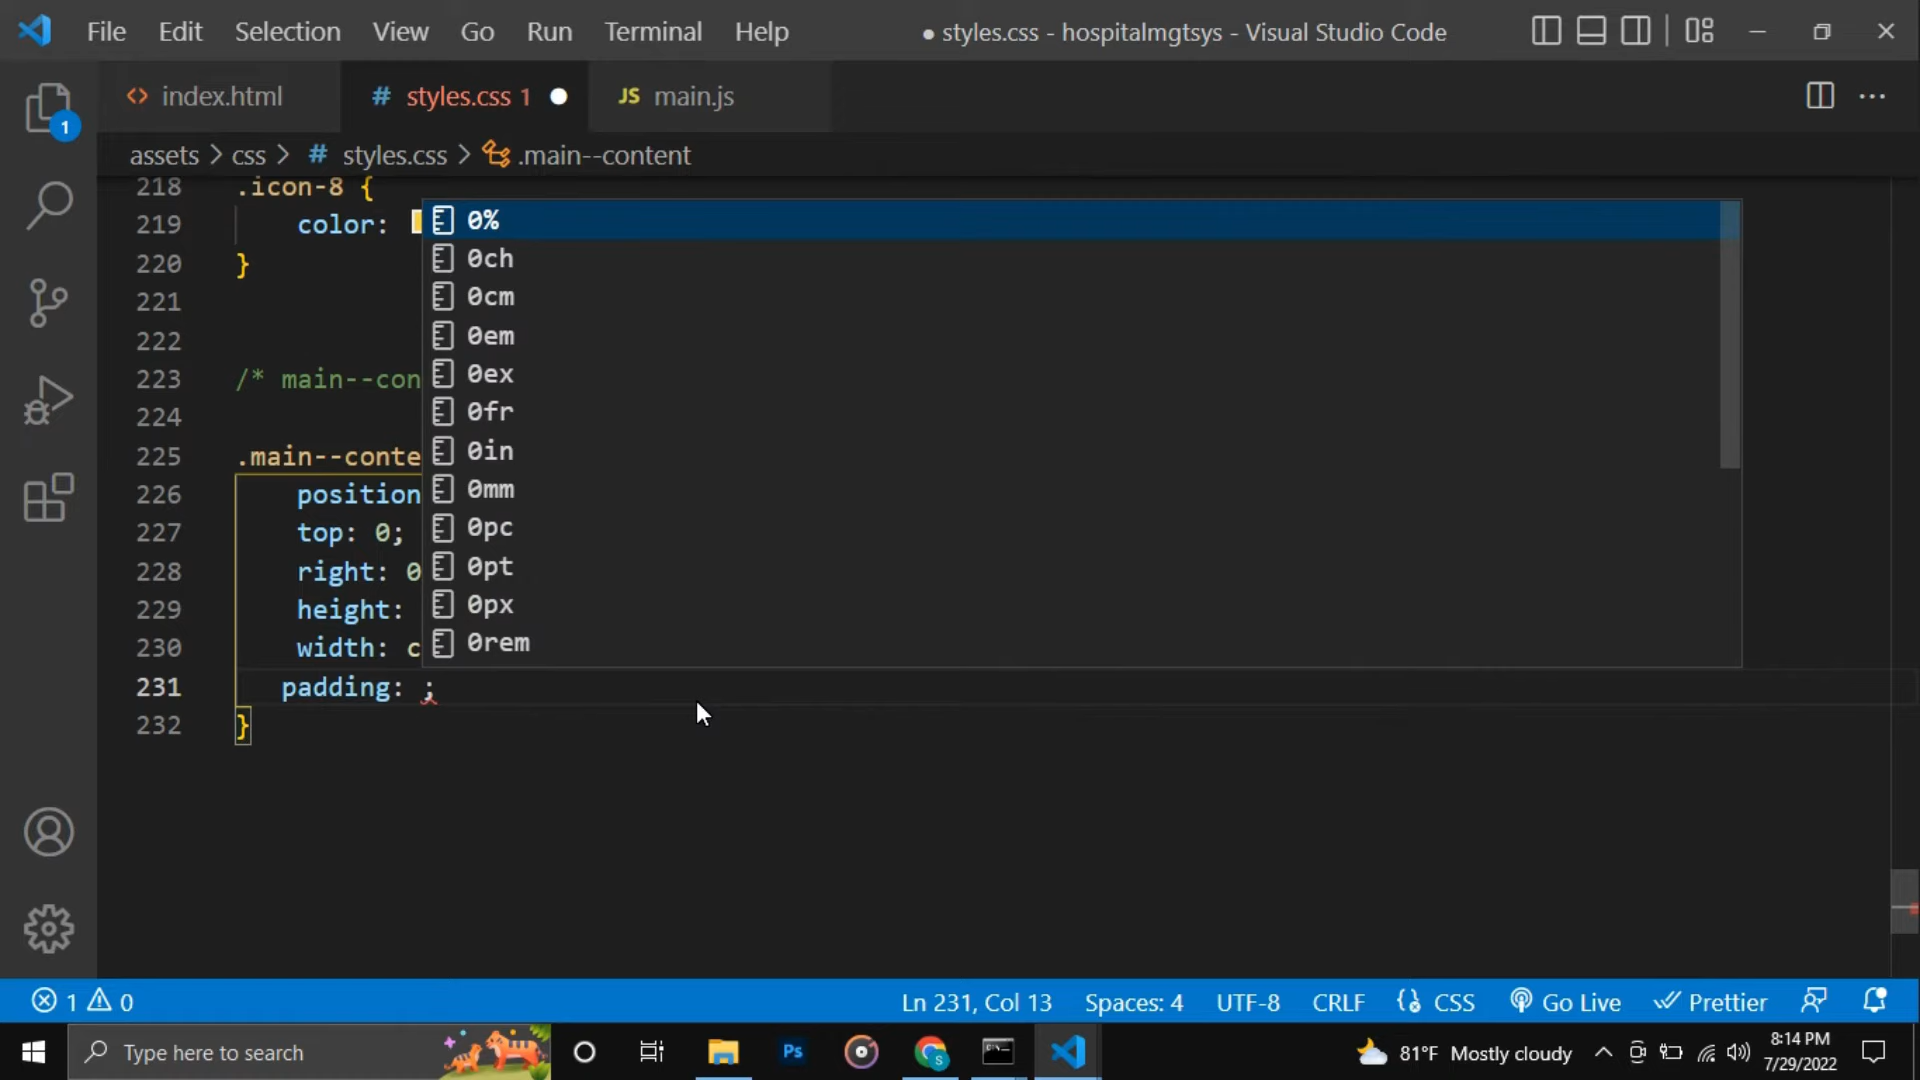 File Edit Selection View Go Run Terminal Help ● styles.css - hospitalmgtsys - Visual Studio Code
<> index.html # styles.css 1 ● JS main.js ...
assets > css > # styles.css > .main--content
1
218 .icon-8 {
219 color:
220 }
221
222
223 /* main--con
224
225 .main--conte
226 position
227 top: 0;
228 right: 0
229 height:
230 width: c
231 padding: ;
232 }
0%
0ch
0cm
0em
0ex
0fr
0in
0mm
0pc
0pt
0px
0rem
1 0 Ln 231, Col 13 Spaces: 4 UTF-8 CRLF CSS Go Live Prettier
Type here to search Ps 81°F Mostly cloudy 8:14 PM
7/29/2022